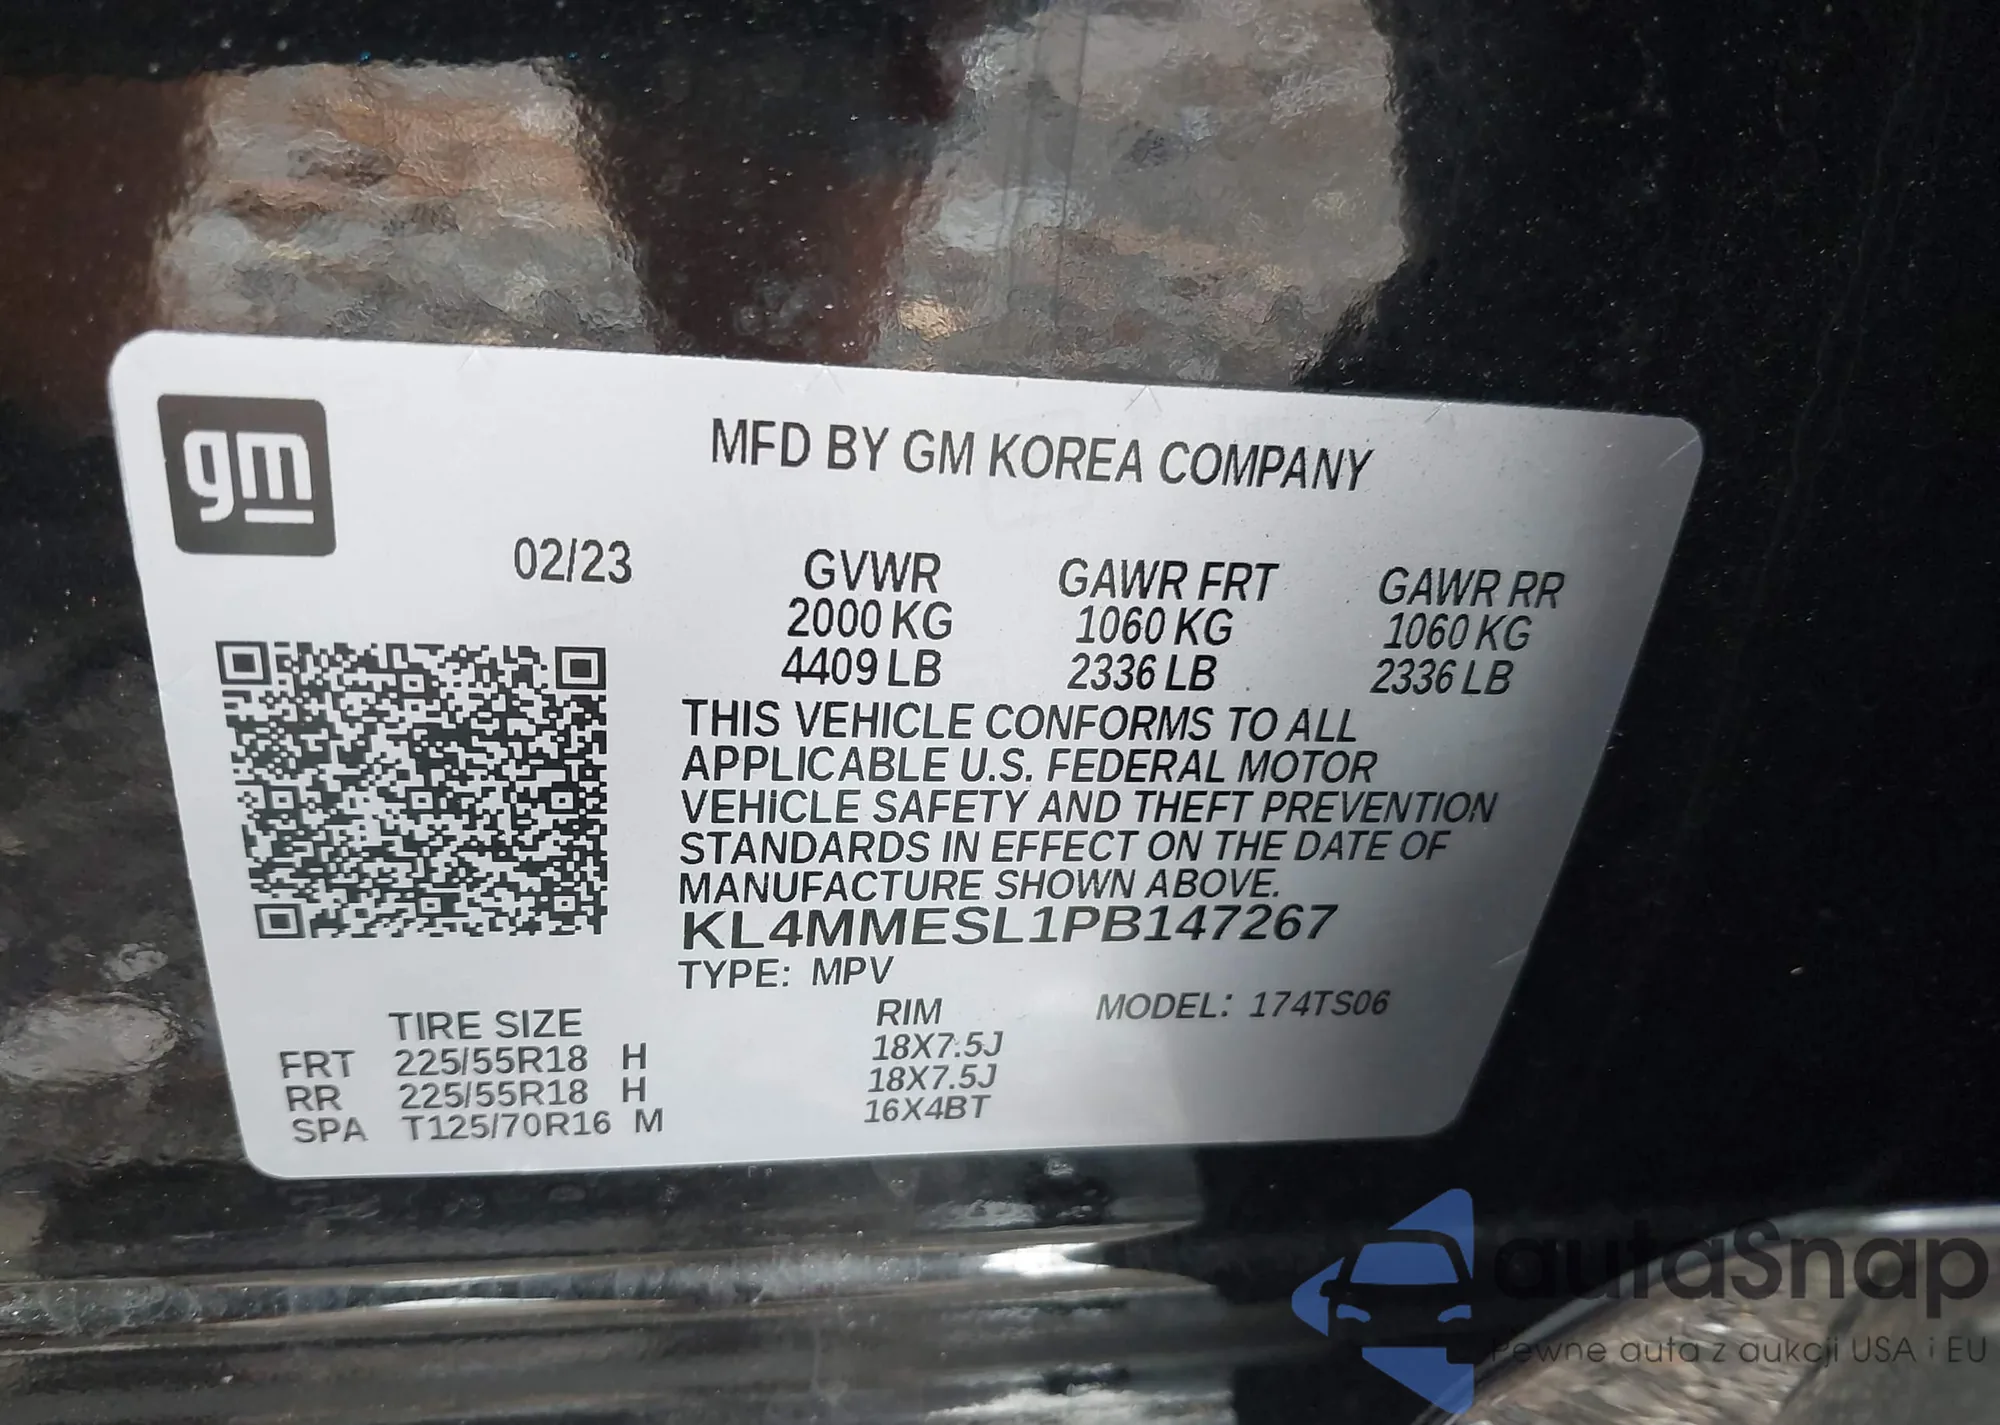 gm
MFD BY GM KOREA COMPANY
02/23 GVWR GAWR FRT GAWR RR
2000 KG 1060 KG 1060 KG
4409 LB 2336 LB 2336 LB
THIS VEHICLE CONFORMS TO ALL
APPLICABLE U.S. FEDERAL MOTOR
VEHICLE SAFETY AND THEFT PREVENTION
STANDARDS IN EFFECT ON THE DATE OF
MANUFACTURE SHOWN ABOVE.
KL4MMESL1PB147267
TYPE: MPV
TIRE SIZE RIM MODEL: 174TS06
FRT 225/55R18 H 18X7.5J
RR 225/55R18 H 18X7.5J
SPA T125/70R16 M 16X4BT
autaSnap
Pewne auta z aukcji USA i EU